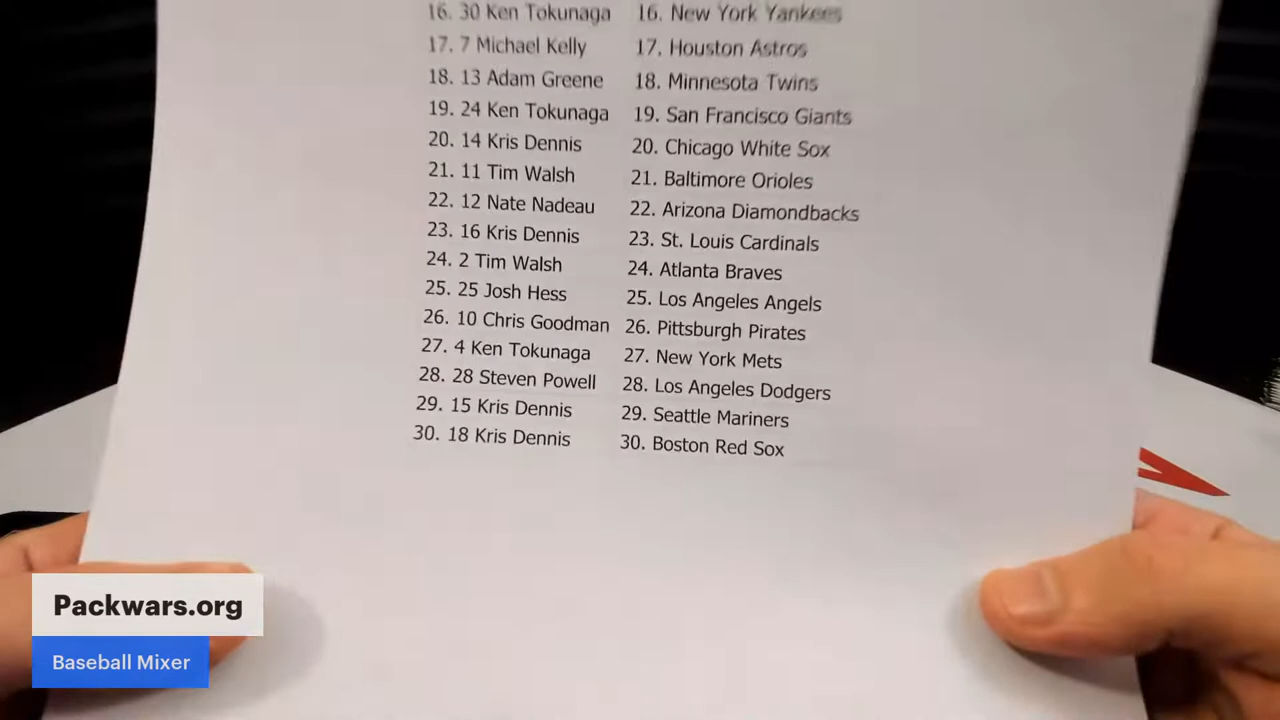 16. 30 Ken Tokunaga 16. New York Yankees
17. 7 Michael Kelly 17. Houston Astros
18. 13 Adam Greene 18. Minnesota Twins
19. 24 Ken Tokunaga 19. San Francisco Giants
20. 14 Kris Dennis 20. Chicago White Sox
21. 11 Tim Walsh 21. Baltimore Orioles
22. 12 Nate Nadeau 22. Arizona Diamondbacks
23. 16 Kris Dennis 23. St. Louis Cardinals
24. 2 Tim Walsh 24. Atlanta Braves
25. 25 Josh Hess 25. Los Angeles Angels
26. 10 Chris Goodman 26. Pittsburgh Pirates
27. 4 Ken Tokunaga 27. New York Mets
28. 28 Steven Powell 28. Los Angeles Dodgers
29. 15 Kris Dennis 29. Seattle Mariners
30. 18 Kris Dennis 30. Boston Red Sox
Packwars.org
Baseball Mixer